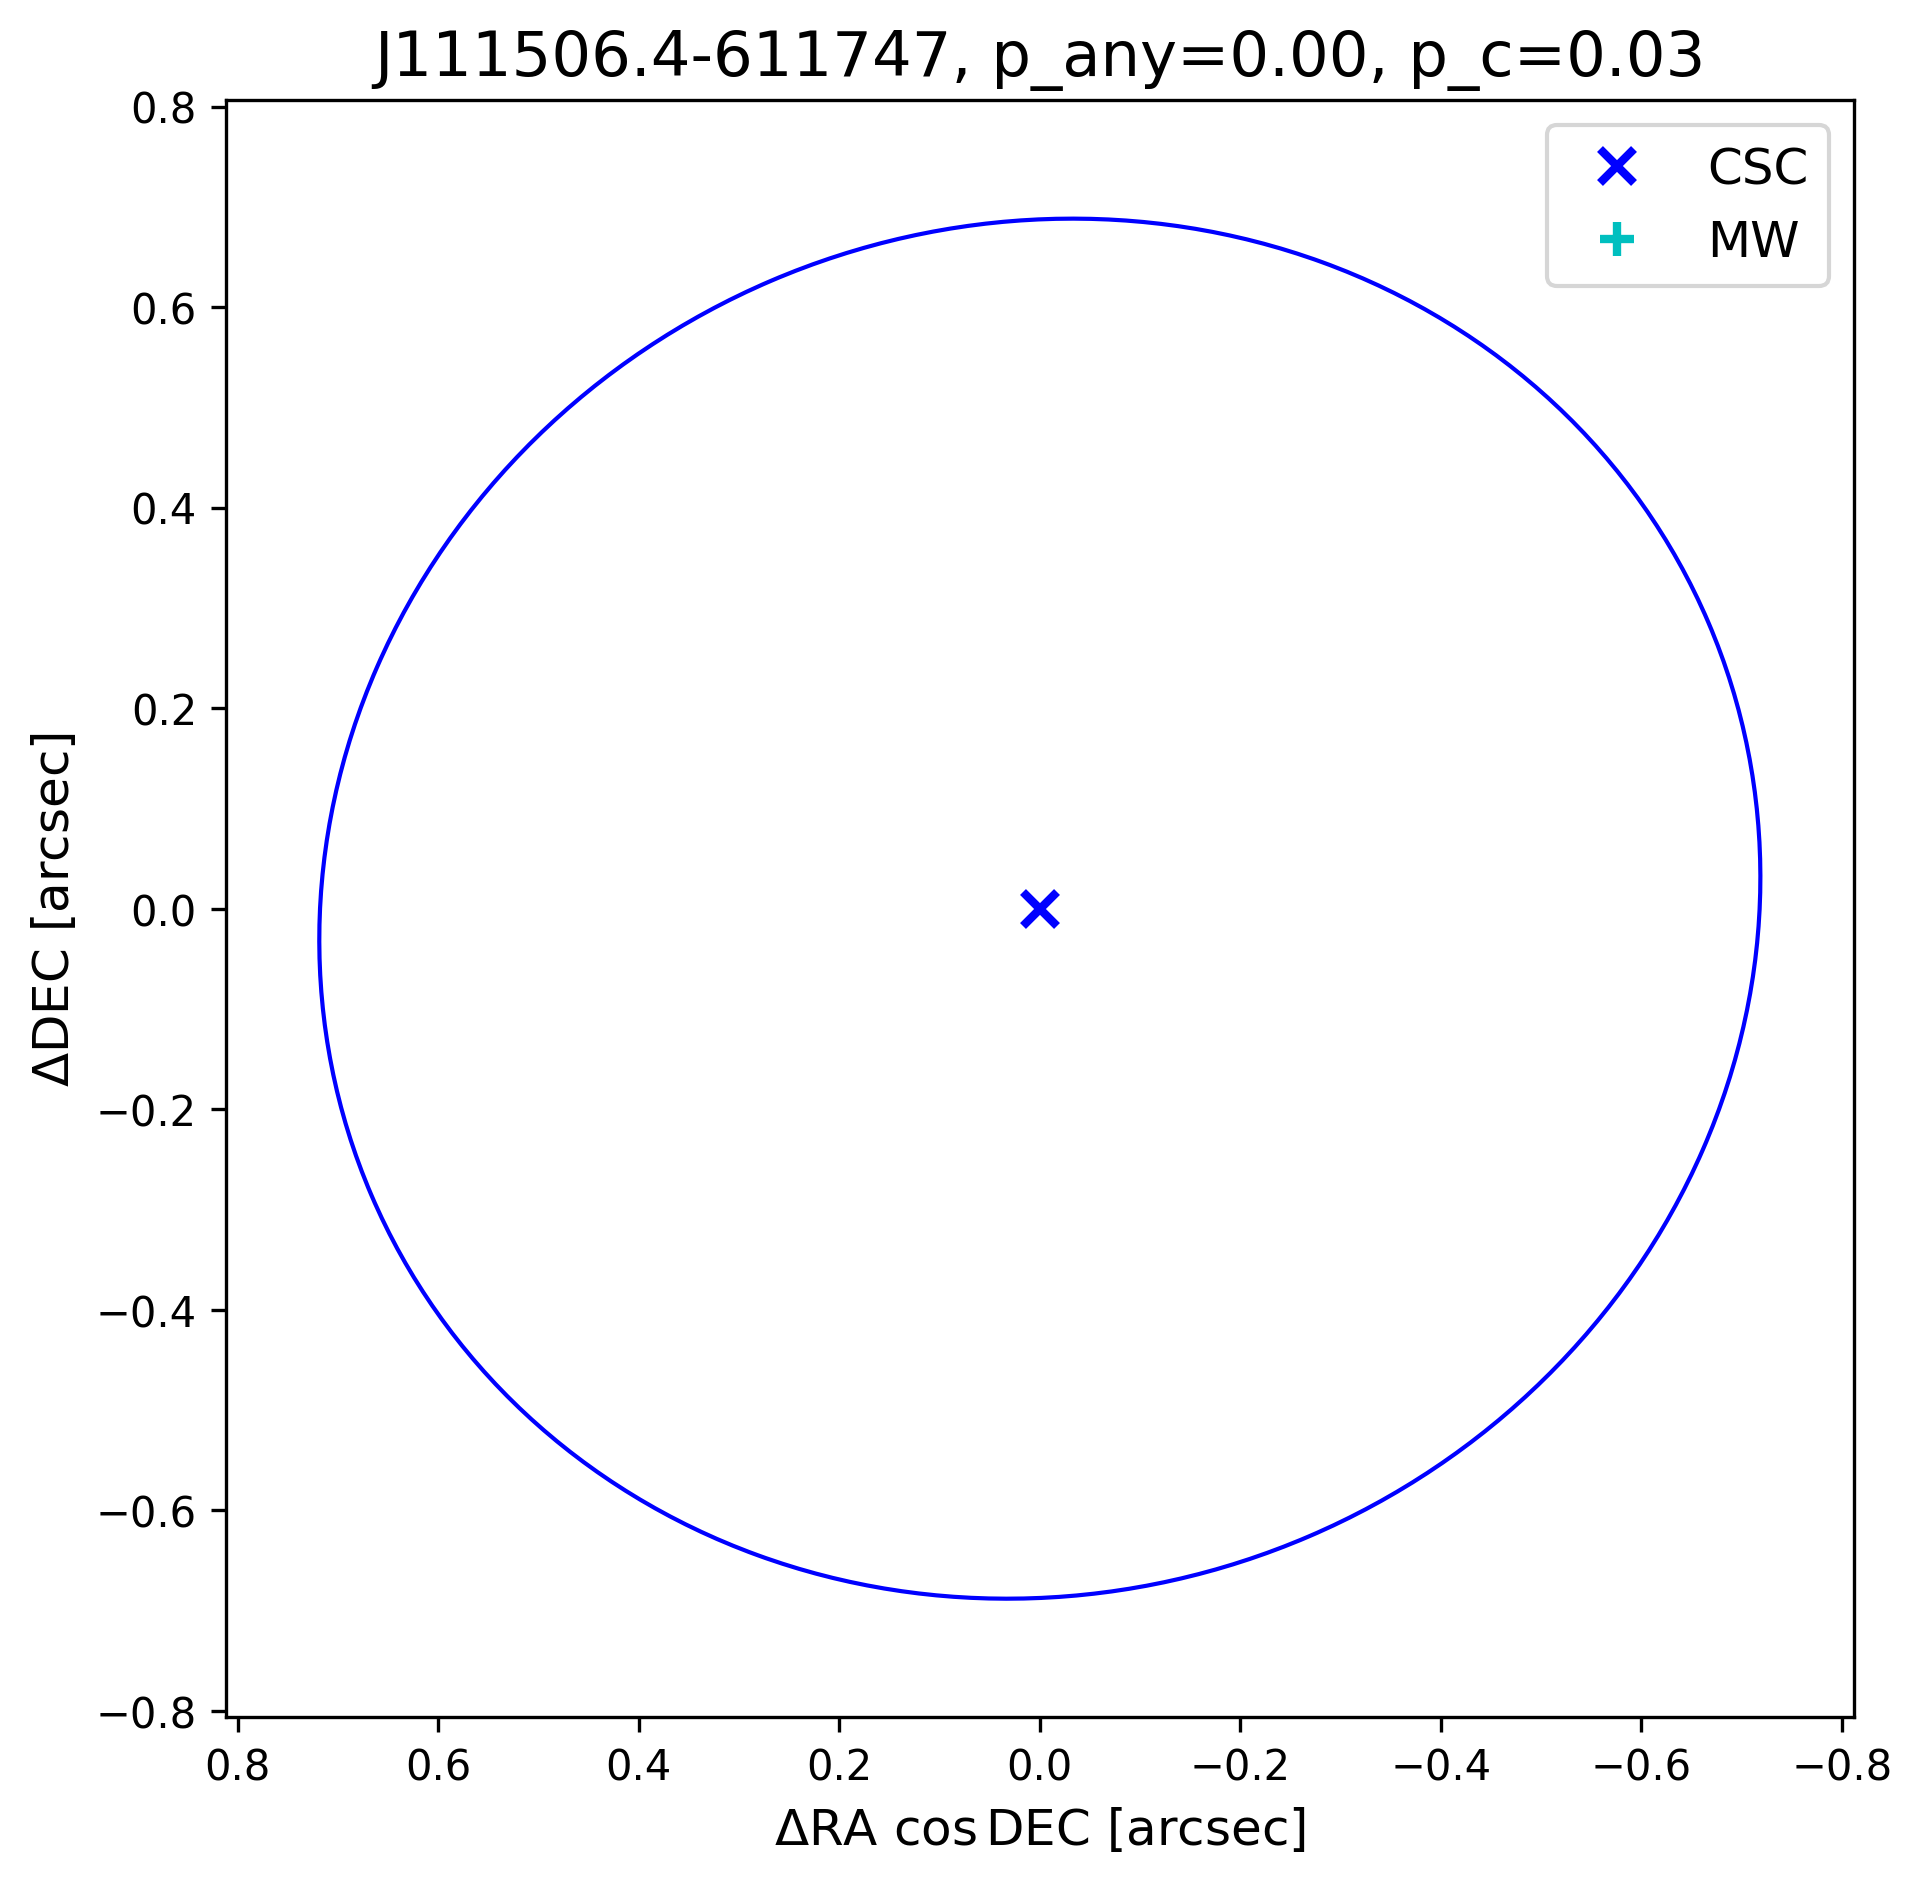 J111506.4-611747, p_any=0.00, p_c=0.03
CSC
MW
0.8
0.6
0.4
0.2
0.0
−0.2
−0.4
−0.6
−0.8
ΔDEC [arcsec]
0.8 0.6 0.4 0.2 0.0 −0.2 −0.4 −0.6 −0.8
ΔRA cos DEC [arcsec]